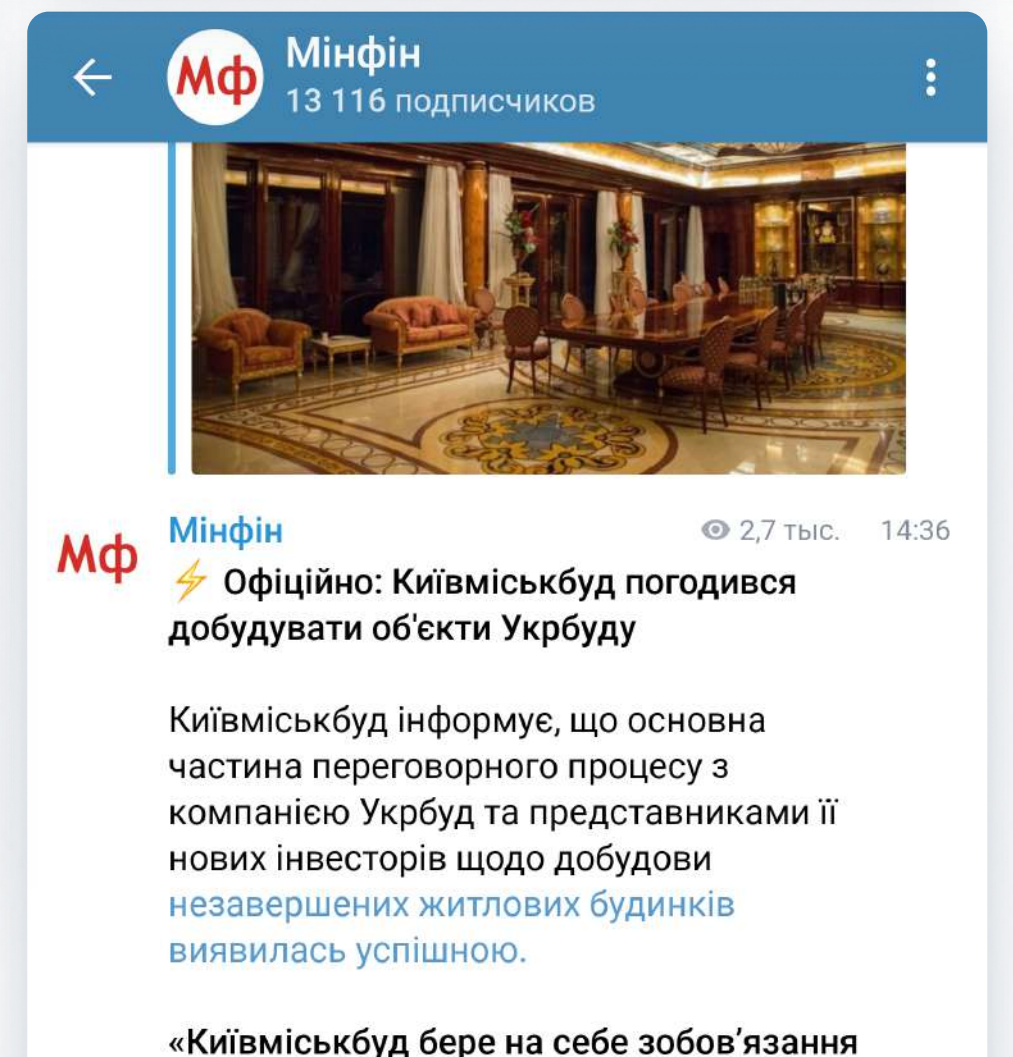 Мф
Мінфін
13 116 подписчиков
Мф
Мінфін
2,7 тыс. 14:36
⚡ Офіційно: Київміськбуд погодився
добудувати об'єкти Укрбуду
Київміськбуд інформує, що основна
частина переговорного процесу з
компанією Укрбуд та представниками її
нових інвесторів щодо добудови
незавершених житлових будинків
виявилась успішною.
«Київміськбуд бере на себе зобов’язання